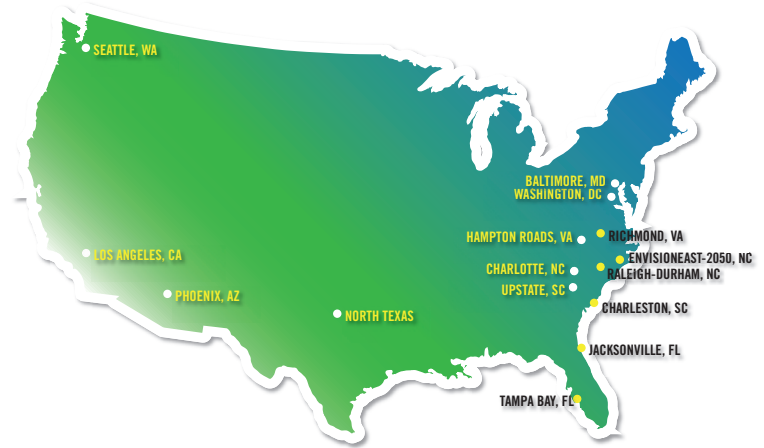 SEATTLE, WA
BALTIMORE, MD
WASHINGTON, DC
HAMPTON ROADS, VA
RICHMOND, VA
ENVISIONEAST-2050, NC
LOS ANGELES, CA
CHARLOTTE, NC
RALEIGH-DURHAM, NC
UPSTATE, SC
PHOENIX, AZ
CHARLESTON, SC
NORTH TEXAS
JACKSONVILLE, FL
TAMPA BAY, FL